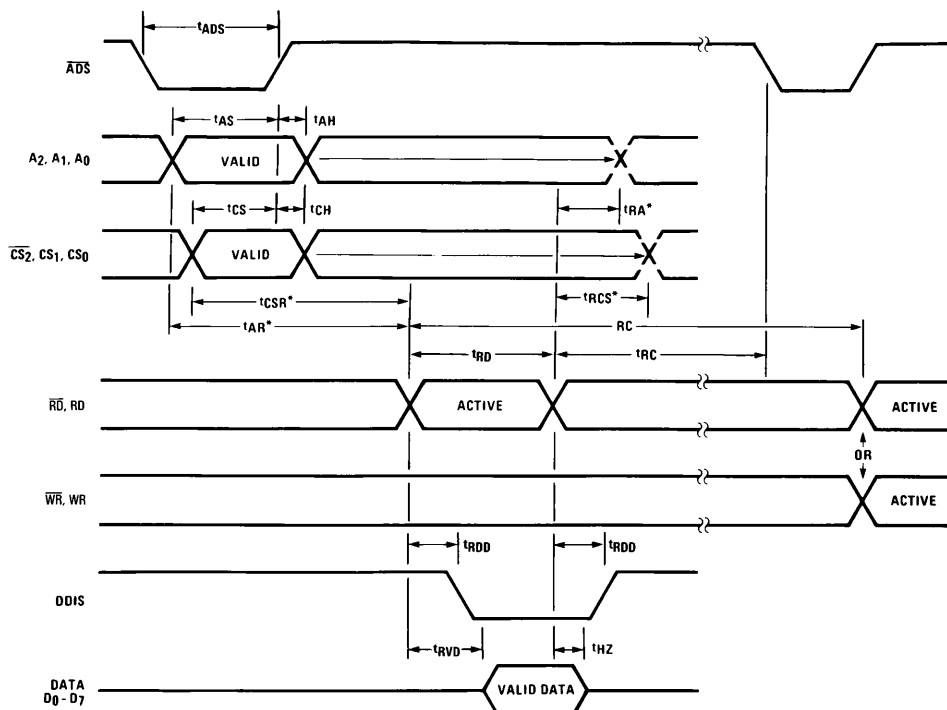 tADS
ADS
tAS tAH
A2, A1, A0 VALID
tCS tCH tRA*
CS2, CS1, CS0 VALID
tCSR* tRCS*
tAR* RC
tRD tRC
RD, RD ACTIVE ACTIVE
OR
WR, WR ACTIVE
tRDD tRDD
DDIS
tRVD tHZ
DATA
D0 - D7 VALID DATA